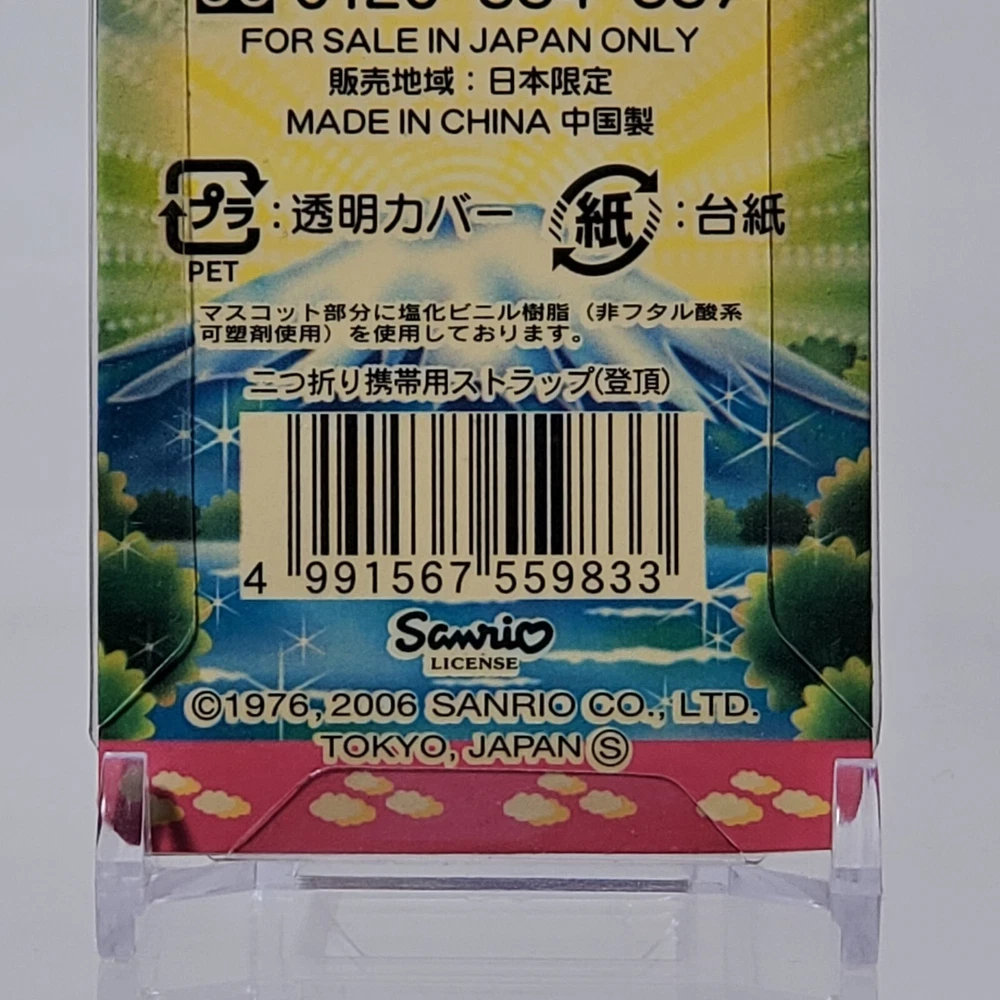 FOR SALE IN JAPAN ONLY
販売地域：日本限定
MADE IN CHINA 中国製
プラ：透明カバー 紙：台紙
PET
マスコット部分に塩化ビニル樹脂（非フタル酸系
可塑剤使用）を使用しております。
二つ折り携帯用ストラップ(登頂)
4 991567 559833
Sanrio
LICENSE
©1976, 2006 SANRIO CO., LTD.
TOKYO, JAPAN Ⓢ